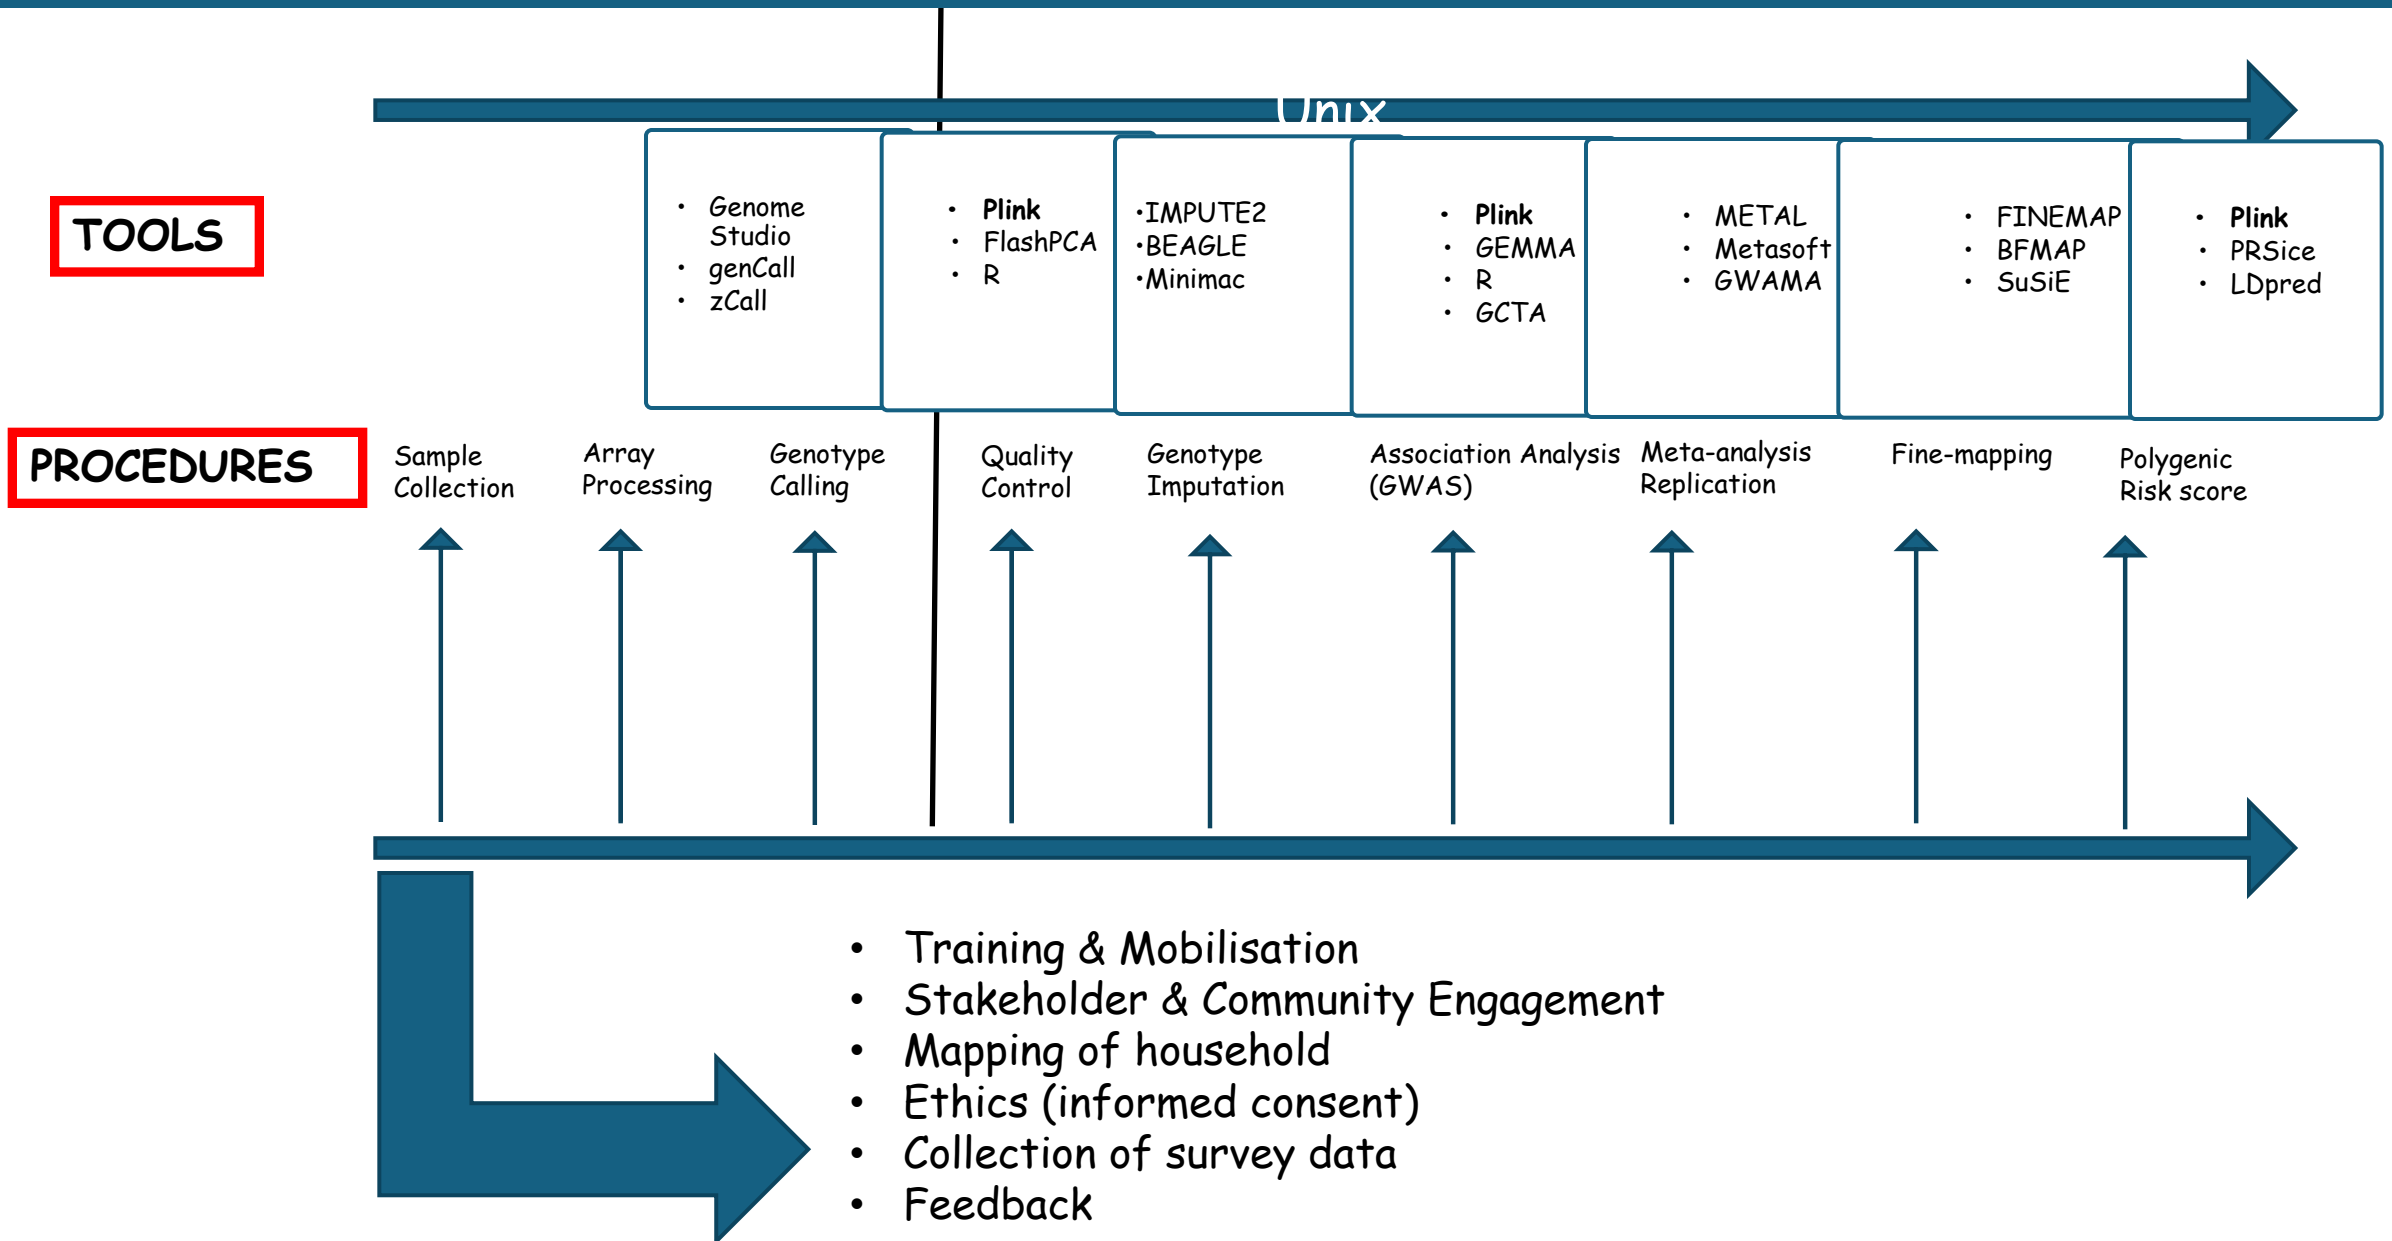 Unix
TOOLS
• Genome
Studio
• genCall
• zCall
• Plink
• FlashPCA
• R
•IMPUTE2
•BEAGLE
•Minimac
• Plink
• GEMMA
• R
• GCTA
• METAL
• Metasoft
• GWAMA
• FINEMAP
• BFMAP
• SuSiE
• Plink
• PRSice
• LDpred
PROCEDURES
Sample
Collection
Array
Processing
Genotype
Calling
Quality
Control
Genotype
Imputation
Association Analysis
(GWAS)
Meta-analysis
Replication
Fine-mapping
Polygenic
Risk score
• Training & Mobilisation
• Stakeholder & Community Engagement
• Mapping of household
• Ethics (informed consent)
• Collection of survey data
• Feedback